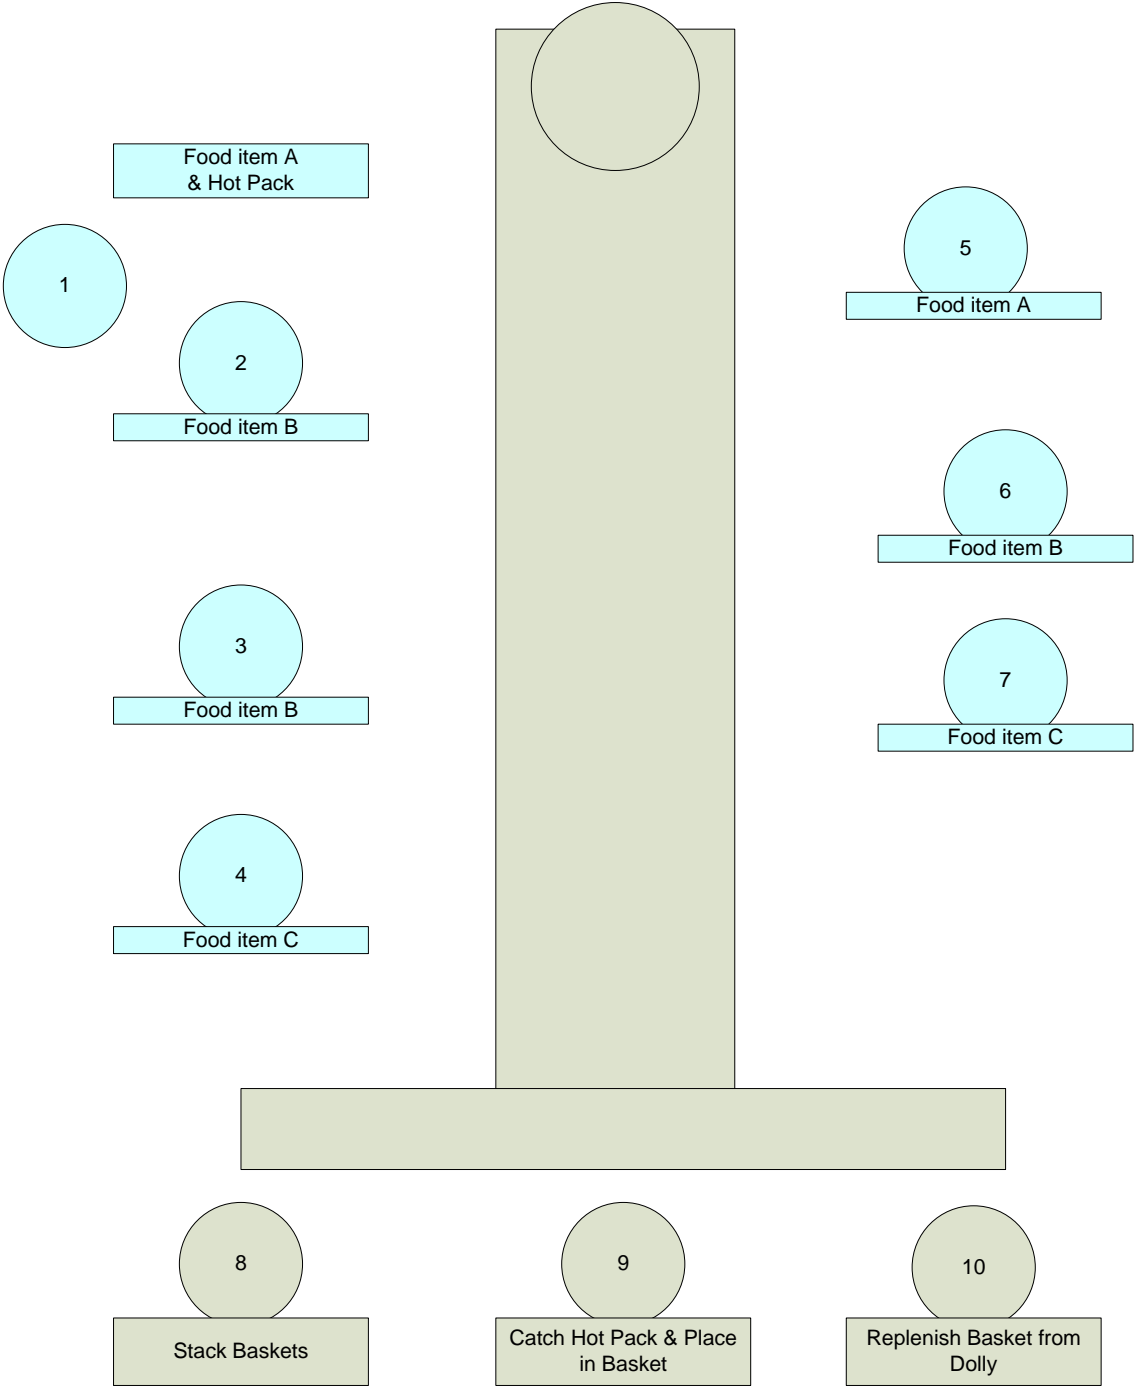 Food item A
& Hot Pack
1
2
Food item B
3
Food item B
4
Food item C
5
Food item A
6
Food item B
7
Food item C
8
Stack Baskets
9
Catch Hot Pack & Place
in Basket
10
Replenish Basket from
Dolly